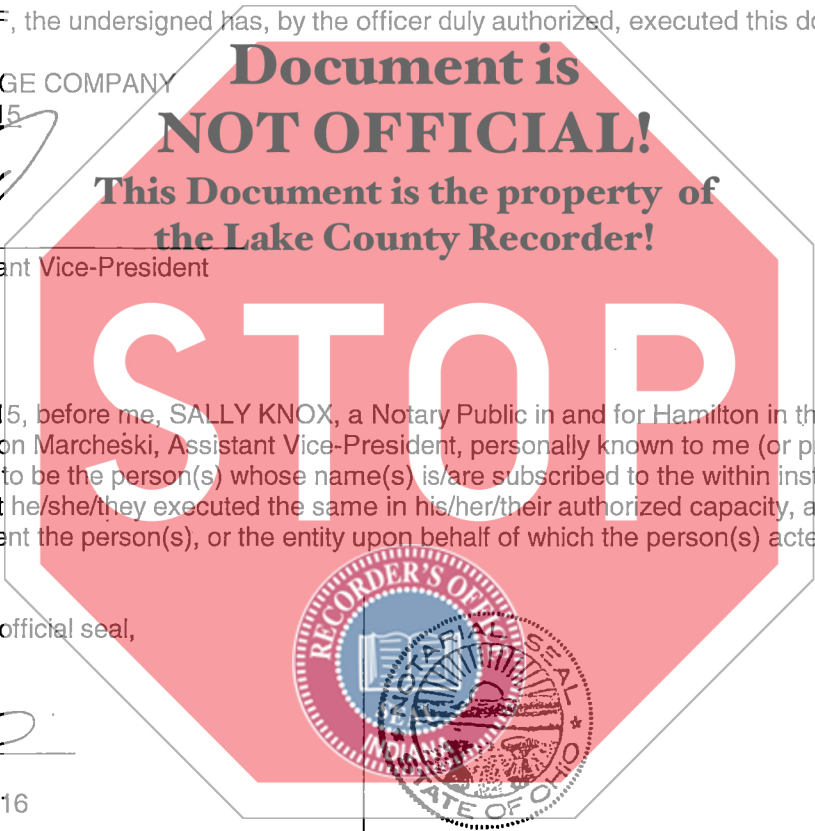 F, the undersigned has, by the officer duly authorized, executed this do
GE COMPANY
15
Document is
NOT OFFICIAL!
This Document is the property of
the Lake County Recorder!
ant Vice-President
STOP
15, before me, SALLY KNOX, a Notary Public in and for Hamilton in th
on Marcheski, Assistant Vice-President, personally known to me (or p
to be the person(s) whose name(s) is/are subscribed to the within inst
t he/she/they executed the same in his/her/their authorized capacity, a
ent the person(s), or the entity upon behalf of which the person(s) acte
official seal,
RECORDER'S OFFI
SEAL
INDIANA
NOTARIAL SEAL
STATE OF OHIO
16